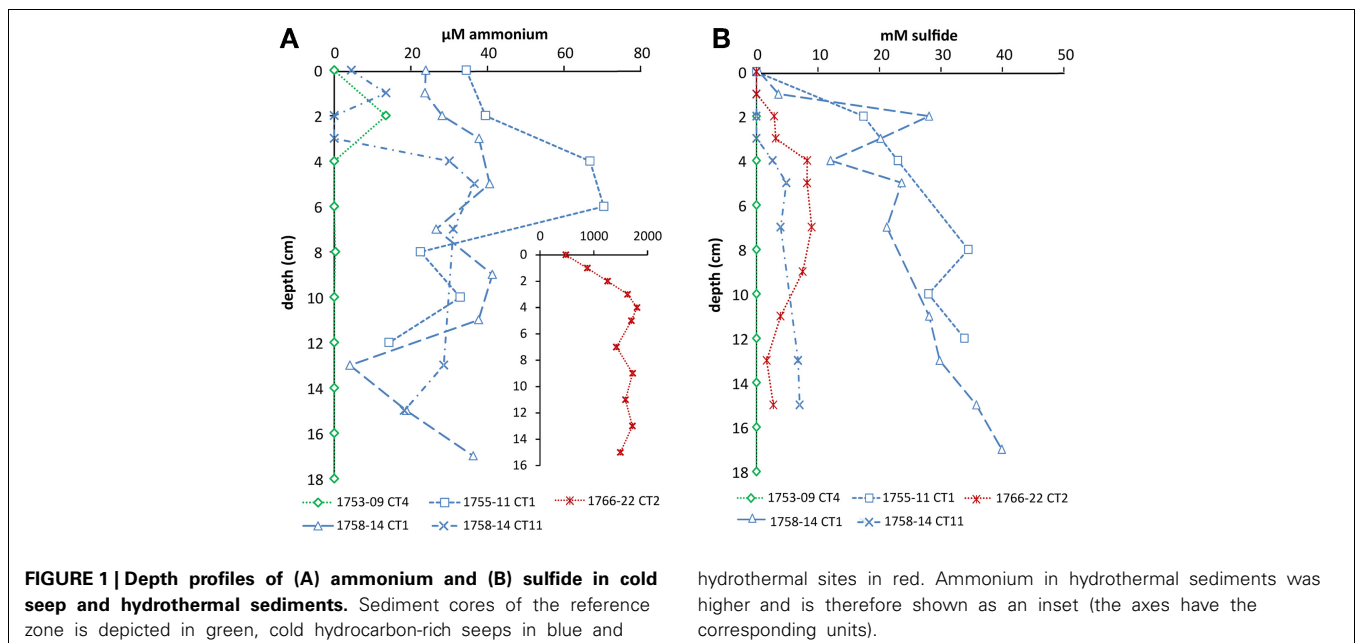 A
µM ammonium
0 20 40 60 80
depth (cm)
0
2
4
6
8
10
12
14
16
18
0 1000 2000
depth (cm)
0
2
4
6
8
10
12
14
16
1753-09 CT4 1755-11 CT1 1766-22 CT2
1758-14 CT1 1758-14 CT11
B
mM sulfide
0 10 20 30 40 50
depth (cm)
0
2
4
6
8
10
12
14
16
18
1753-09 CT4 1755-11 CT1 1766-22 CT2
1758-14 CT1 1758-14 CT11
FIGURE 1 | Depth profiles of (A) ammonium and (B) sulfide in cold
seep and hydrothermal sediments. Sediment cores of the reference
zone is depicted in green, cold hydrocarbon-rich seeps in blue and
hydrothermal sites in red. Ammonium in hydrothermal sediments was
higher and is therefore shown as an inset (the axes have the
corresponding units).